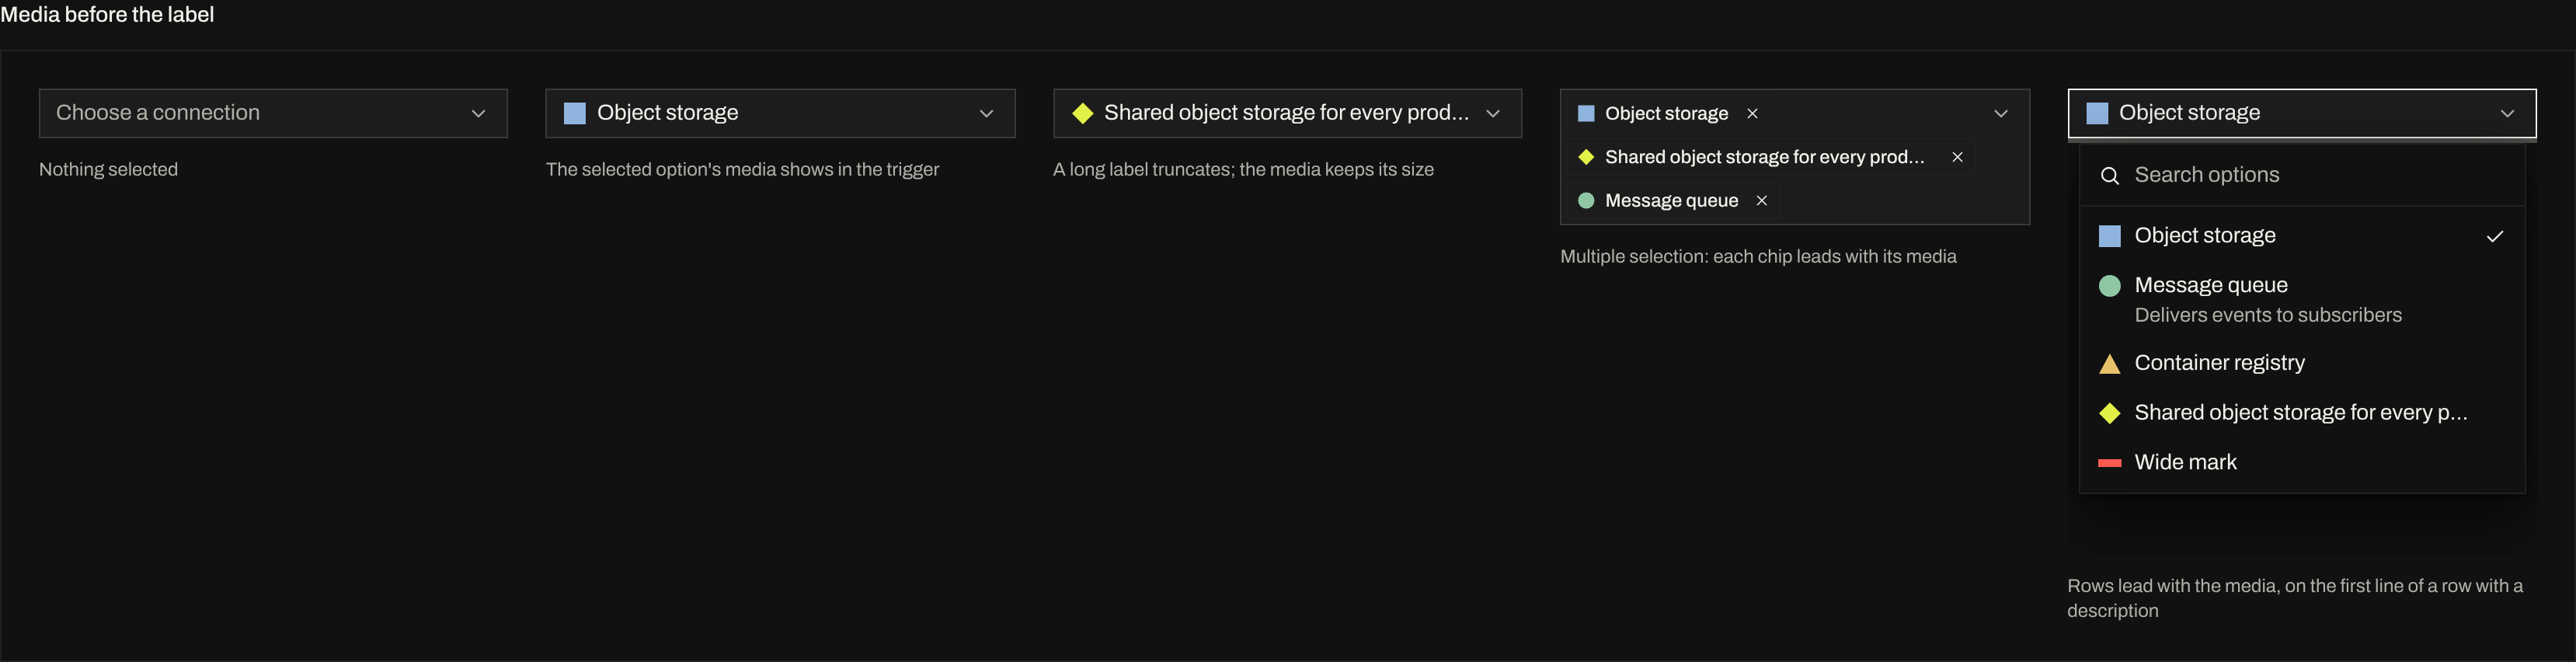 Media before the label
Choose a connection
Nothing selected
Object storage
The selected option's media shows in the trigger
Shared object storage for every prod…
A long label truncates; the media keeps its size
Object storage
Shared object storage for every prod…
Message queue
Multiple selection: each chip leads with its media
Object storage
Search options
Object storage
Message queue
Delivers events to subscribers
Container registry
Shared object storage for every p…
Wide mark
Rows lead with the media, on the first line of a row with a
description